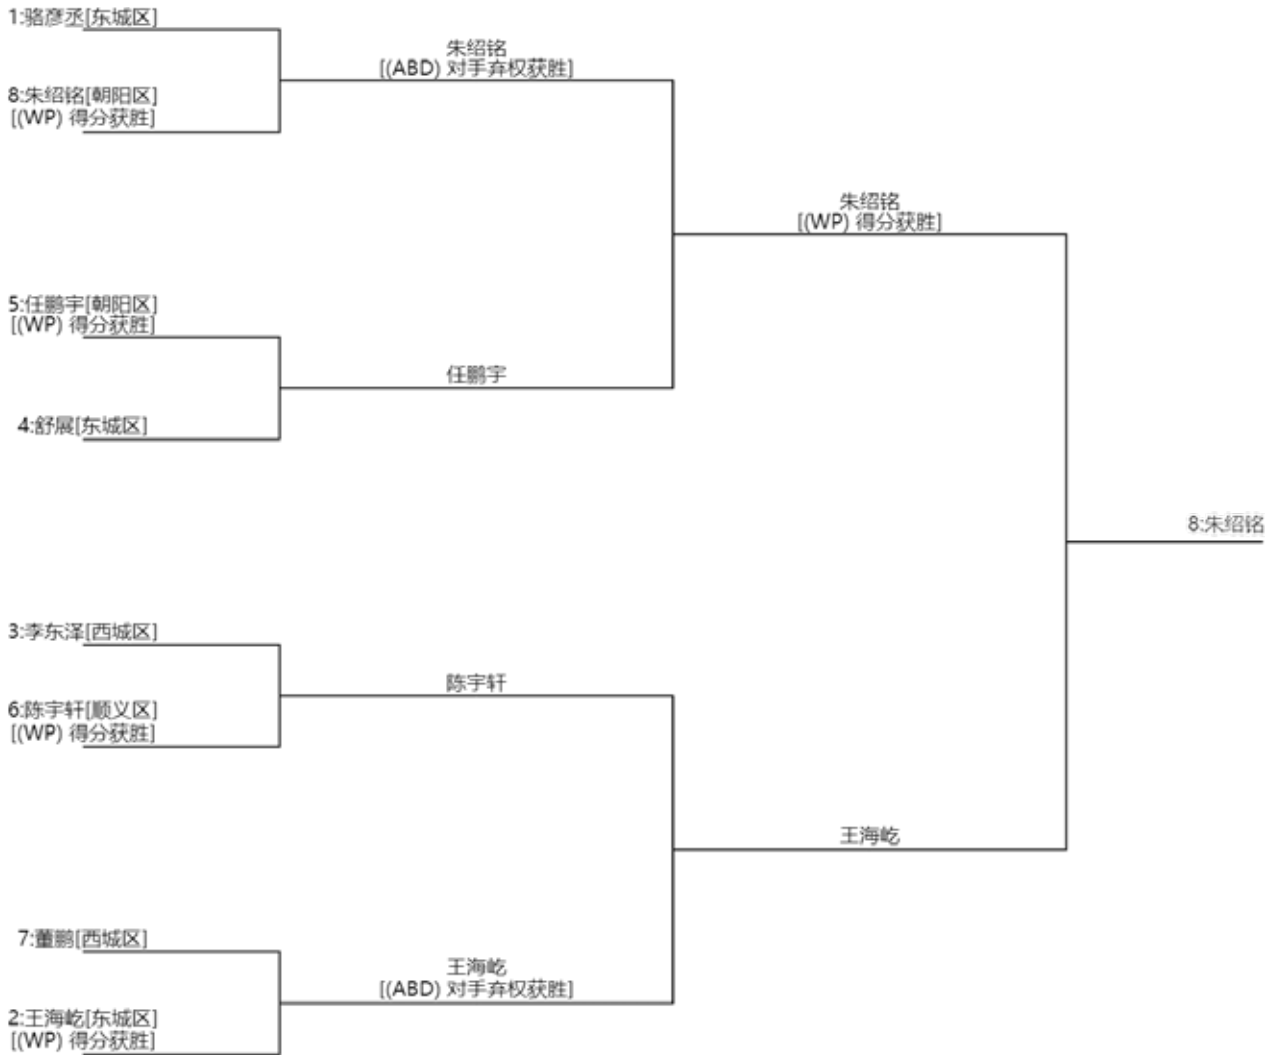 1:骆彦丞[东城区]
朱绍铭
[(ABD) 对手弃权获胜]
8:朱绍铭[朝阳区]
[(WP) 得分获胜]
朱绍铭
[(WP) 得分获胜]
5:任鹏宇[朝阳区]
[(WP) 得分获胜]
任鹏宇
4:舒展[东城区]
8:朱绍铭
3:李东泽[西城区]
陈宇轩
6:陈宇轩[顺义区]
[(WP) 得分获胜]
王海屹
7:董鹏[西城区]
王海屹
[(ABD) 对手弃权获胜]
2:王海屹[东城区]
[(WP) 得分获胜]